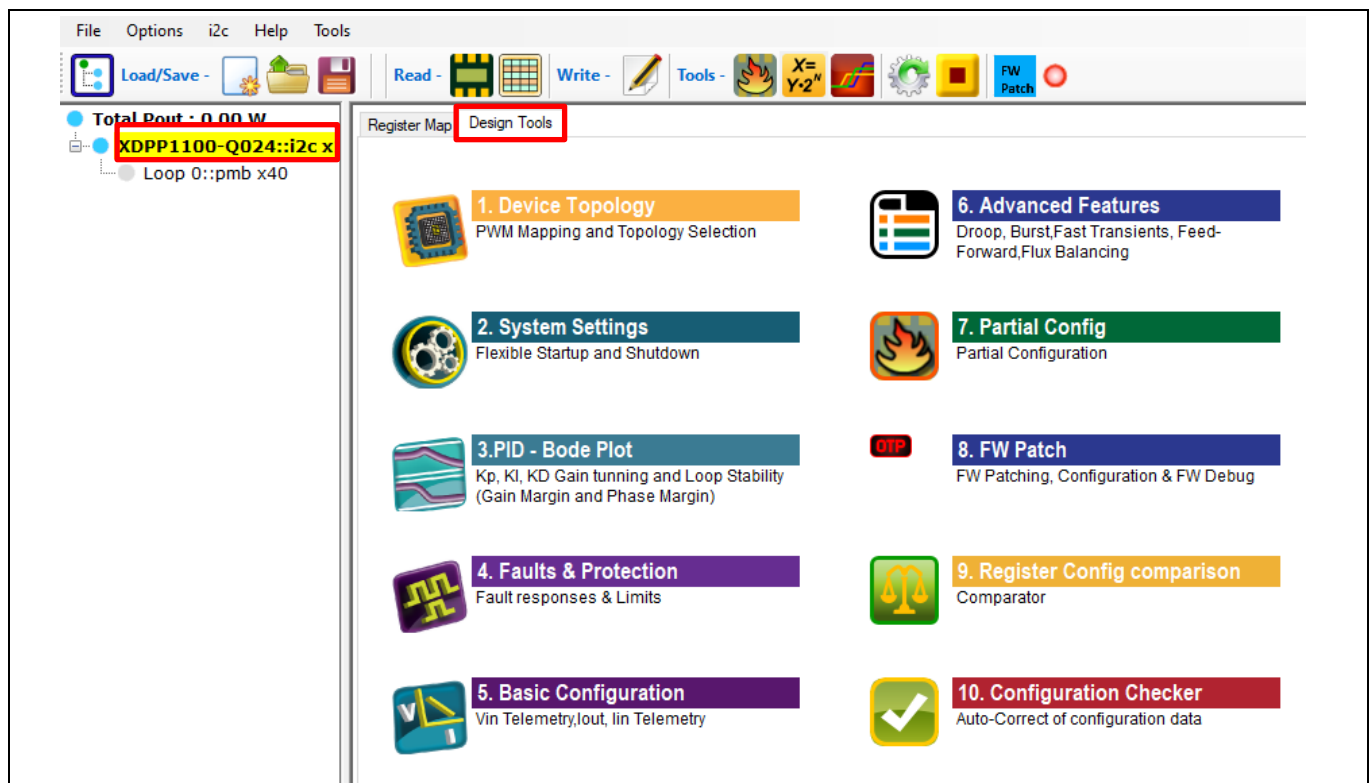 File Options i2c Help Tools
Load/Save - Read - Write - Tools - X= Y·2ᴺ FW Patch
Total Pout : 0.00 W
XDPP1100-Q024::i2c x
Loop 0::pmb x40
Register Map Design Tools
1. Device Topology
PWM Mapping and Topology Selection
2. System Settings
Flexible Startup and Shutdown
3.PID - Bode Plot
Kp, KI, KD Gain tunning and Loop Stability
(Gain Margin and Phase Margin)
4. Faults & Protection
Fault responses & Limits
5. Basic Configuration
Vin Telemetry,Iout, Iin Telemetry
V
I
6. Advanced Features
Droop, Burst,Fast Transients, Feed-
Forward,Flux Balancing
7. Partial Config
Partial Configuration
OTP
8. FW Patch
FW Patching, Configuration & FW Debug
9. Register Config comparison
Comparator
10. Configuration Checker
Auto-Correct of configuration data